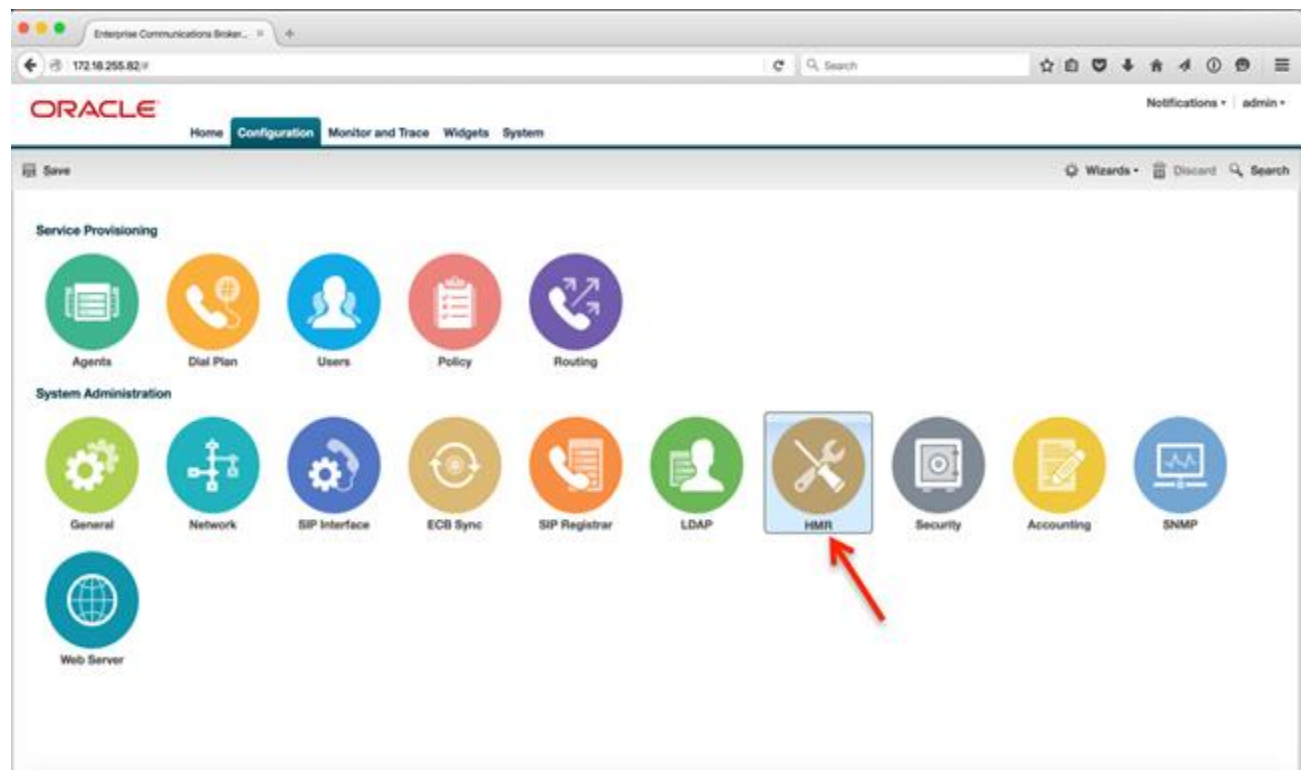 Enterprise Communications Broker...
172.18.255.82/#
Search
ORACLE
Notifications
admin
Home Configuration Monitor and Trace Widgets System
Save
Wizards
Discard
Search
Service Provisioning
Agents Dial Plan Users Policy Routing
System Administration
General Network SIP Interface ECB Sync SIP Registrar LDAP HMR Security Accounting SNMP
Web Server